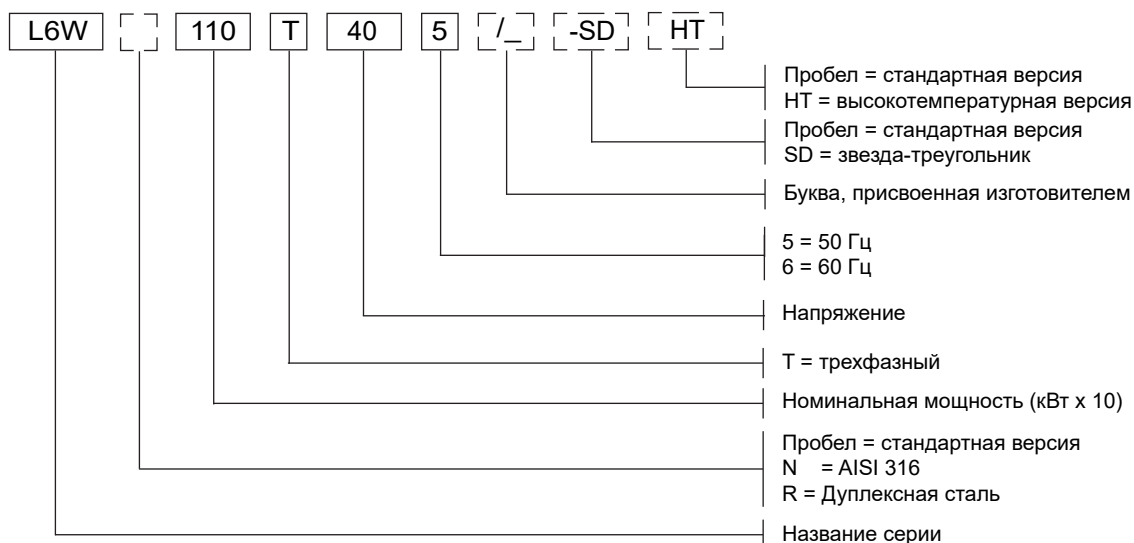 L6W 110 T 40 5 /_ -SD HT
Пробел = стандартная версия
HT = высокотемпературная версия
Пробел = стандартная версия
SD = звезда-треугольник
Буква, присвоенная изготовителем
5 = 50 Гц
6 = 60 Гц
Напряжение
T = трехфазный
Номинальная мощность (кВт x 10)
Пробел = стандартная версия
N = AISI 316
R = Дуплексная сталь
Название серии